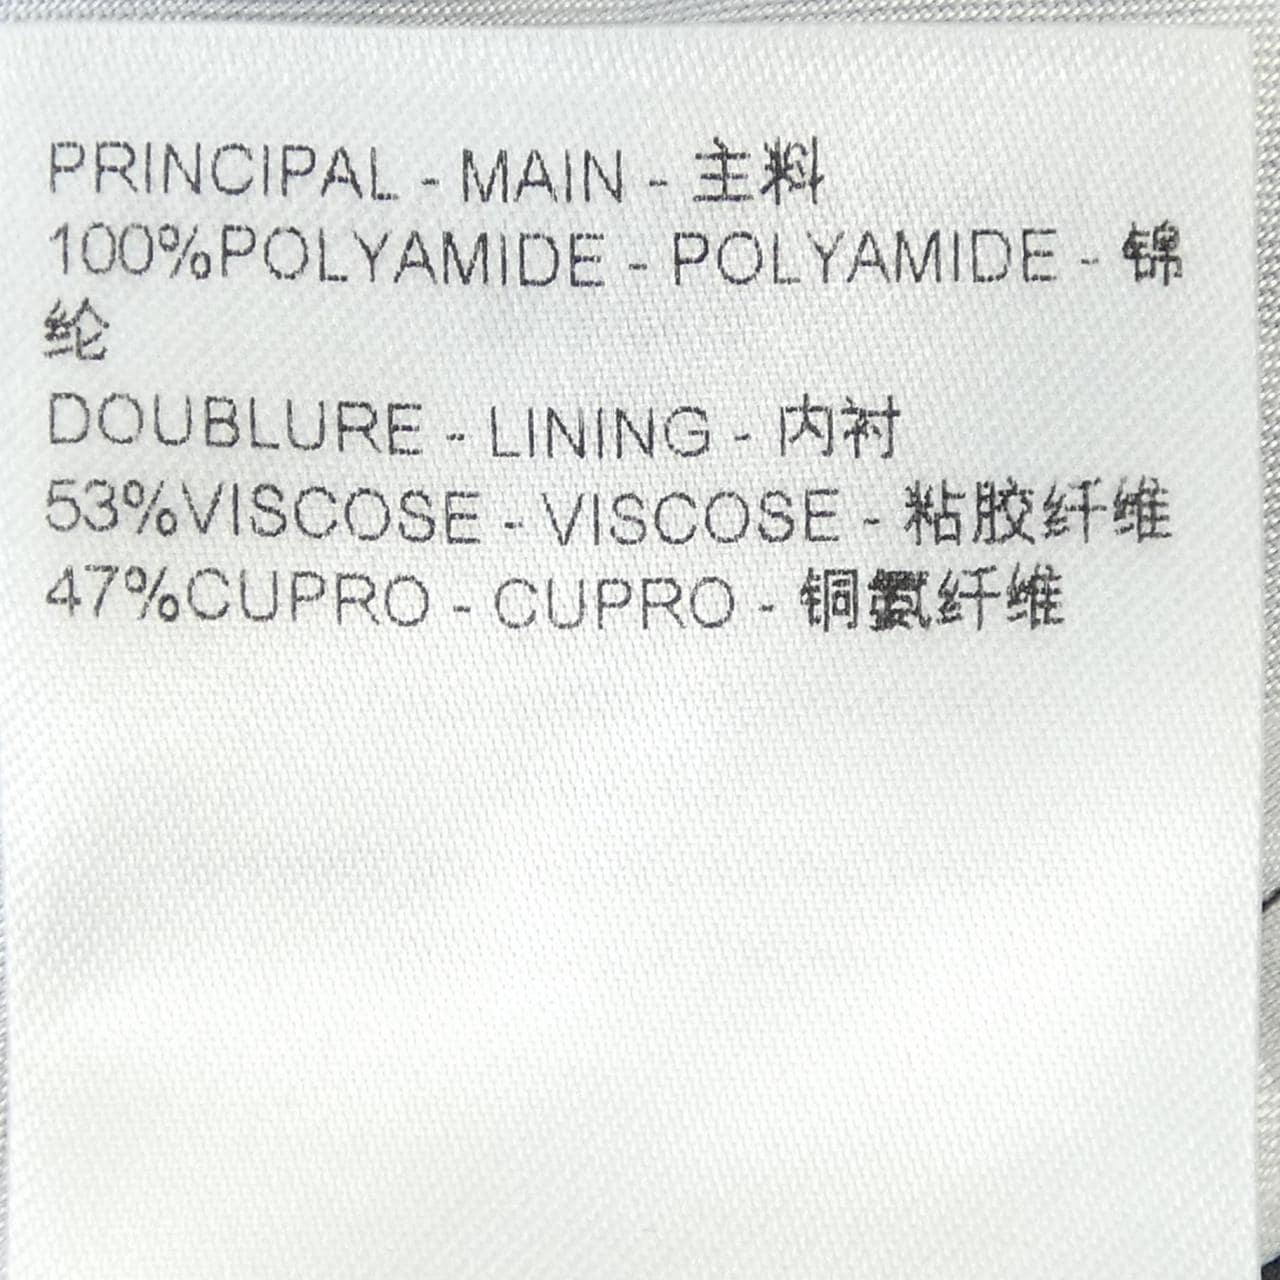 PRINCIPAL - MAIN - 主料
100%POLYAMIDE - POLYAMIDE - 锦
纶
DOUBLURE - LINING - 内衬
53%VISCOSE - VISCOSE - 粘胶纤维
47%CUPRO - CUPRO - 铜氨纤维